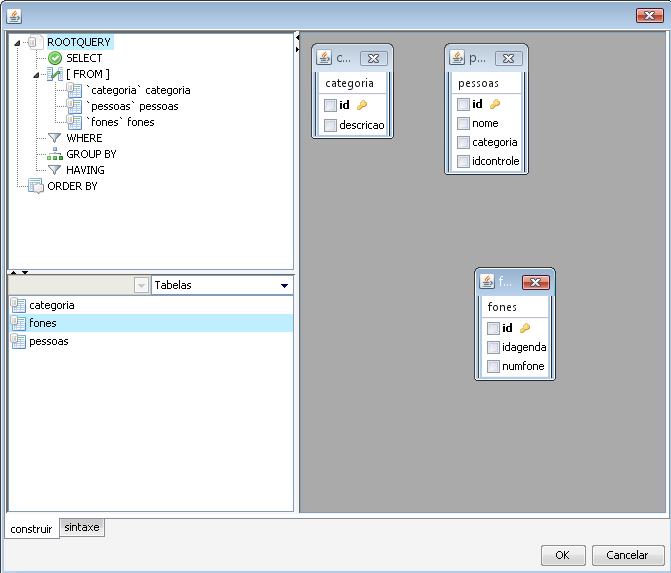 ROOTQUERY
SELECT
[ FROM ]
`categoria` categoria
`pessoas` pessoas
`fones` fones
WHERE
GROUP BY
HAVING
ORDER BY
Tabelas
categoria
fones
pessoas
c...
categoria
id
descricao
p...
pessoas
id
nome
categoria
idcontrole
f...
fones
id
idagenda
numfone
construir
sintaxe
OK
Cancelar